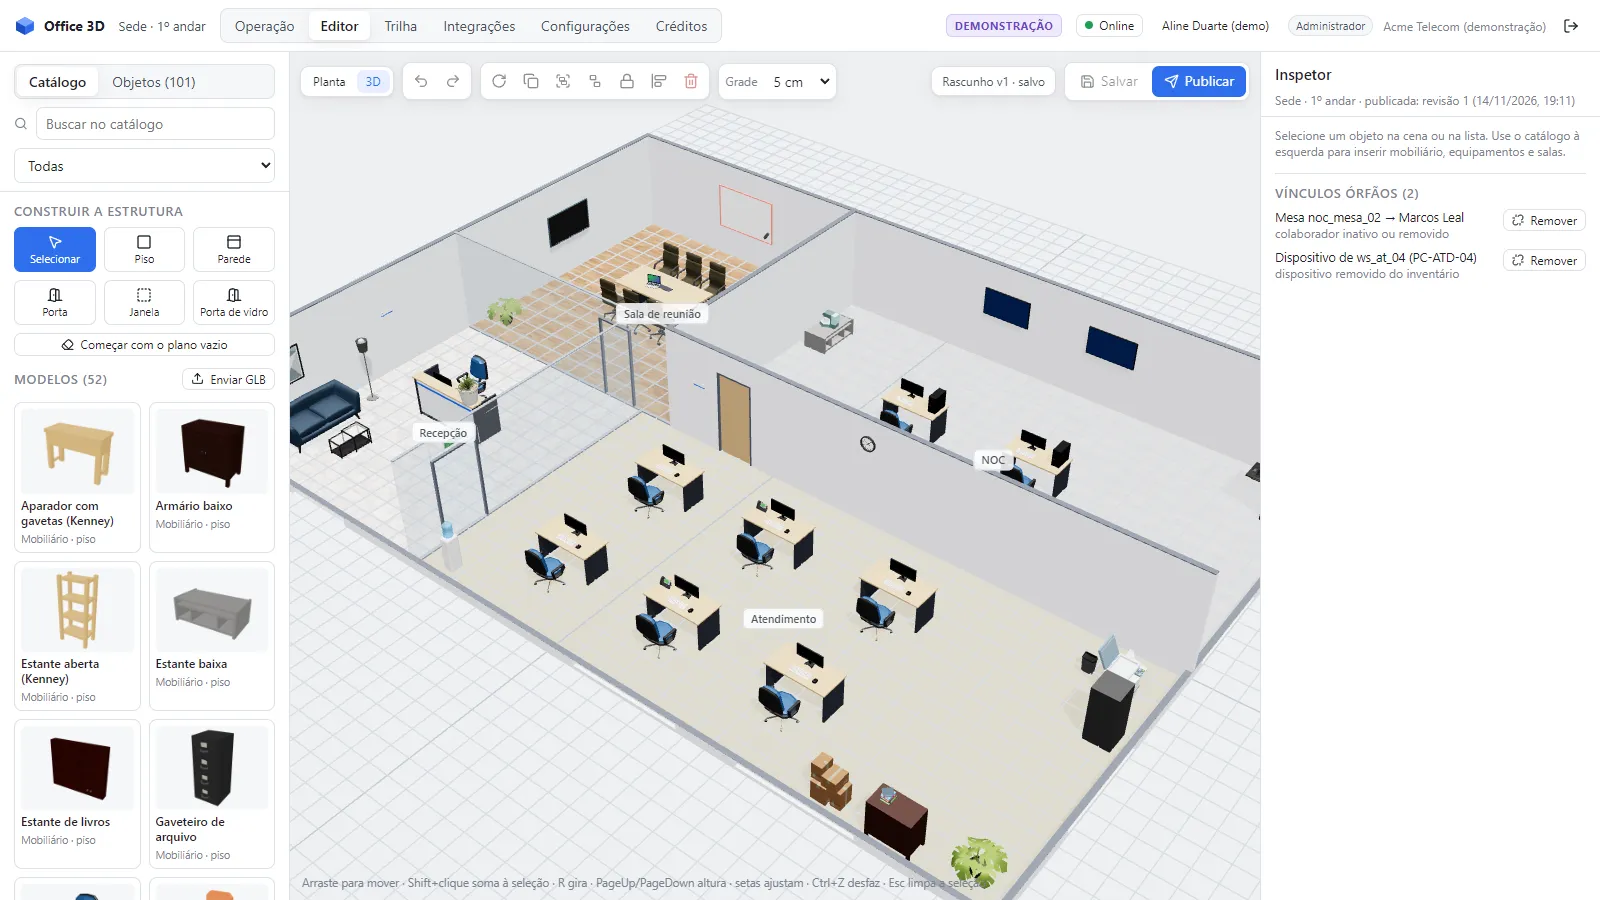 Office 3D
Sede · 1º andar
Operação
Editor
Trilha
Integrações
Configurações
Créditos
DEMONSTRAÇÃO
Online
Aline Duarte (demo)
Administrador
Acme Telecom (demonstração)
Catálogo
Objetos (101)
Buscar no catálogo
Todas
CONSTRUIR A ESTRUTURA
Selecionar
Piso
Parede
Porta
Janela
Porta de vidro
Começar com o plano vazio
MODELOS (52)
Enviar GLB
Aparador com
gavetas (Kenney)
Mobiliário · piso
Armário baixo
Mobiliário · piso
Estante aberta
(Kenney)
Mobiliário · piso
Estante baixa
Mobiliário · piso
Estante de livros
Mobiliário · piso
Gaveteiro de
arquivo
Mobiliário · piso
Planta
3D
Grade
5 cm
Rascunho v1 · salvo
Salvar
Publicar
Sala de reunião
Recepção
NOC
Atendimento
Arraste para mover · Shift+clique soma à seleção · R gira · PageUp/PageDown altura · setas ajustam · Ctrl+Z desfaz · Esc limpa a seleção
Inspetor
Sede · 1º andar · publicada: revisão 1 (14/11/2026, 19:11)
Selecione um objeto na cena ou na lista. Use o catálogo à
esquerda para inserir mobiliário, equipamentos e salas.
VÍNCULOS ÓRFÃOS (2)
Mesa noc_mesa_02 → Marcos Leal
colaborador inativo ou removido
Remover
Dispositivo de ws_at_04 (PC-ATD-04)
dispositivo removido do inventário
Remover